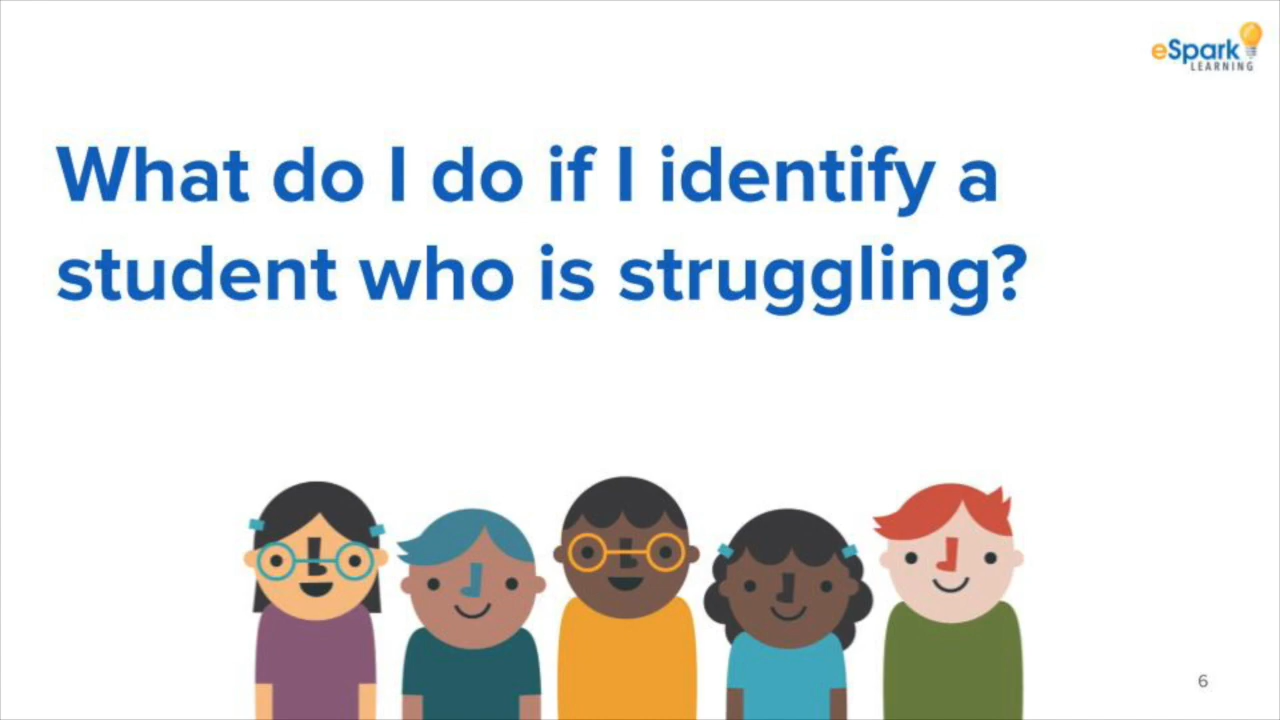 eSpark
LEARNING
What do I do if I identify a
student who is struggling?
6